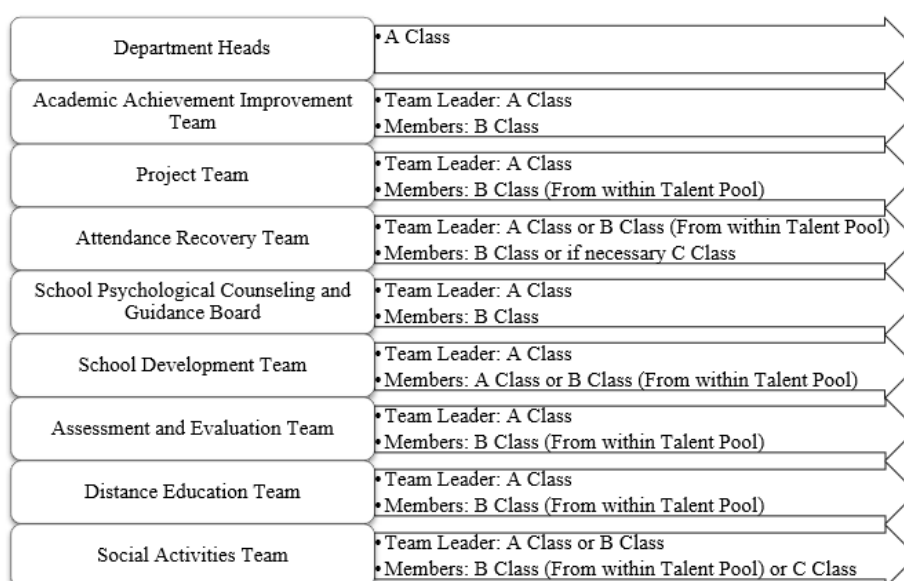 Department Heads
• A Class
Academic Achievement Improvement
Team
• Team Leader: A Class
• Members: B Class
Project Team
• Team Leader: A Class
• Members: B Class (From within Talent Pool)
Attendance Recovery Team
• Team Leader: A Class or B Class (From within Talent Pool)
• Members: B Class or if necessary C Class
School Psychological Counseling and
Guidance Board
• Team Leader: A Class
• Members: B Class
School Development Team
• Team Leader: A Class
• Members: A Class or B Class (From within Talent Pool)
Assessment and Evaluation Team
• Team Leader: A Class
• Members: B Class (From within Talent Pool)
Distance Education Team
• Team Leader: A Class
• Members: B Class (From within Talent Pool)
Social Activities Team
• Team Leader: A Class or B Class
• Members: B Class (From within Talent Pool) or C Class